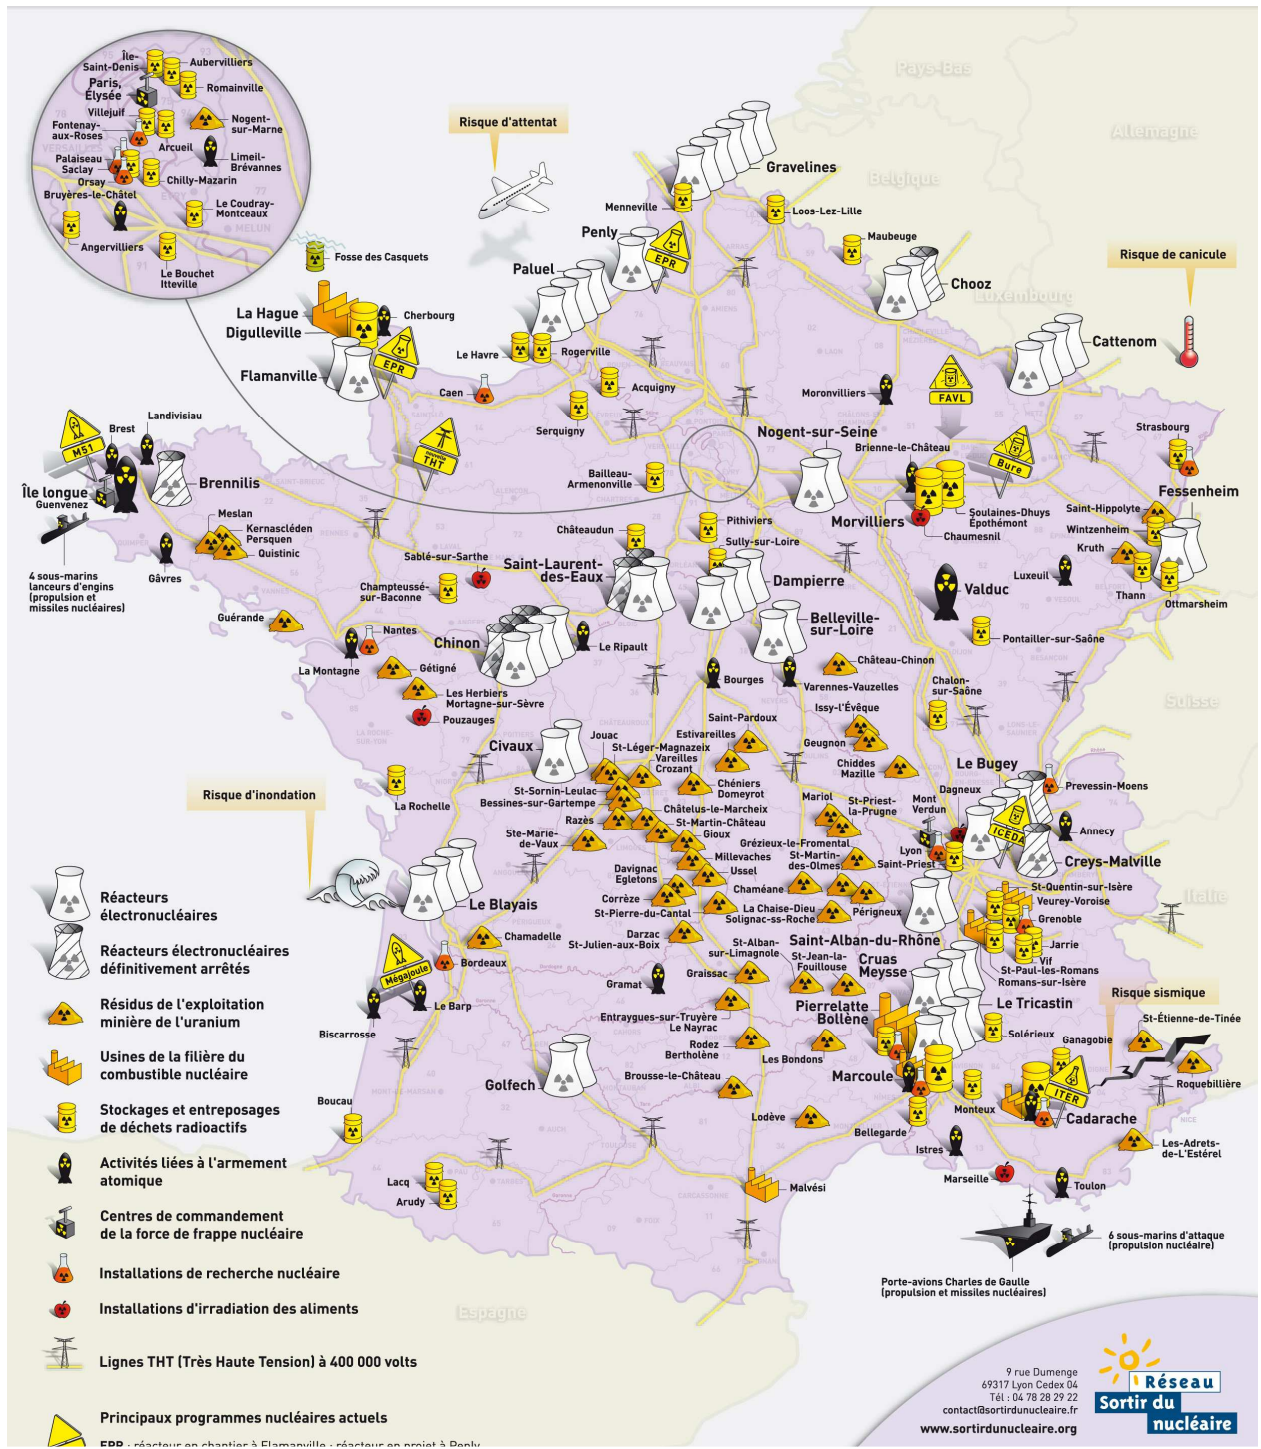 Île-
Saint-Denis
Aubervilliers
Paris,
Élysée
Romainville
Villejuif
Fontenay-
aux-Roses
Nogent-
sur-Marne
Arcueil
Palaiseau
Saclay
Limeil-
Brévannes
Orsay
Chilly-Mazarin
Bruyères-le-Châtel
Le Coudray-
Montceaux
MELUN
Angervilliers
Le Bouchet
Itteville
Pays-Bas
Allemagne
Belgique
Luxembourg
Suisse
Italie
Espagne
Risque d'attentat
Gravelines
Menneville
Loos-Lez-Lille
Maubeuge
Penly
EPR
Fosse des Casquets
Paluel
Chooz
Risque de canicule
La Hague
Digulleville
Cherbourg
Cattenom
Flamanville
EPR
Le Havre
Rogerville
Caen
Acquigny
Moronvilliers
FAVL
Serquigny
Landivisiau
Brest
M51
nouvelle
THT
Nogent-sur-Seine
Brienne-le-Château
Bure
Strasbourg
Île longue
Guenvenez
Brennilis
Bailleau-
Armenonville
Fessenheim
Meslan
Kernascléden
Persquen
Quistinic
Pithiviers
Châteaudun
Sully-sur-Loire
Morvilliers
Soulaines-Dhuys
Épothémont
Chaumesnil
Saint-Hippolyte
Wintzenheim
Kruth
Gâvres
4 sous-marins
lanceurs d'engins
(propulsion et
missiles nucléaires)
Sablé-sur-Sarthe
Champteussé-
sur-Baconne
Saint-Laurent-
des-Eaux
Dampierre
Luxeuil
Thann
Ottmarsheim
Valduc
Guérande
Nantes
La Montagne
Chinon
Le Ripault
Belleville-
sur-Loire
Pontailler-sur-Saône
Gétigné
Les Herbiers
Mortagne-sur-Sèvre
Pouzauges
Bourges
Château-Chinon
Varennes-Vauzelles
Chalon-
sur-Saône
Saint-Pardoux
Issy-l'Évêque
Geugnon
Civaux
Jouac
Estivareilles
St-Léger-Magnazeix
Vareilles
Crozant
Chiddes
Mazille
Le Bugey
Risque d'inondation
La Rochelle
St-Sornin-Leulac
Bessines-sur-Gartempe
Chéniers
Domeyrot
Châtelus-le-Marcheix
Razès
St-Martin-Château
Gioux
Mariol
St-Priest-
la-Prugne
Mont
Verdun
Dagneux
Prevessin-Moens
ICEDA
Annecy
Ste-Marie-
de-Vaux
Grézieux-le-Fromental
Lyon
Saint-Priest
Creys-Malville
Millevaches
St-Martin-
des-Olmes
Davignac
Egletons
Ussel
Chaméane
St-Quentin-sur-Isère
Veurey-Voroise
Grenoble
Le Blayais
Corrèze
St-Pierre-du-Cantal
La Chaise-Dieu
Solignac-ss-Roche
Périgneux
Jarrie
Vif
St-Paul-les-Romans
Romans-sur-Isère
Chamadelle
Darzac
St-Julien-aux-Boix
St-Alban-
sur-Limagnole
Saint-Alban-du-Rhône
St-Jean-la-
Fouillouse
Cruas
Meysse
Mégajoule
Bordeaux
Graissac
Gramat
Le Barp
Biscarrosse
Entraygues-sur-Truyère
Le Nayrac
Pierrelatte
Bollène
Le Tricastin
Risque sismique
Solérieux
St-Étienne-de-Tinée
Ganagobie
Rodez
Bertholène
Les Bondons
Roquebillière
Golfech
Brousse-le-Château
Marcoule
ITER
Boucau
Lodève
Monteux
Bellegarde
Cadarache
Les-Adrets-
de-L'Estérel
Istres
Lacq
Arudy
Malvési
Marseille
Toulon
6 sous-marins d'attaque
(propulsion nucléaire)
Porte-avions Charles de Gaulle
(propulsion et missiles nucléaires)
Réacteurs
électronucléaires
Réacteurs électronucléaires
définitivement arrêtés
Résidus de l'exploitation
minière de l'uranium
Usines de la filière du
combustible nucléaire
Stockages et entreposages
de déchets radioactifs
Activités liées à l'armement
atomique
Centres de commandement
de la force de frappe nucléaire
Installations de recherche nucléaire
Installations d'irradiation des aliments
Lignes THT (Très Haute Tension) à 400 000 volts
Principaux programmes nucléaires actuels
EPR : réacteur en chantier à Flamanville ; réacteur en projet à Penly
9 rue Dumenge
69317 Lyon Cedex 04
Tél : 04 78 28 29 22
contact@sortirdunucleaire.fr
www.sortirdunucleaire.org
Réseau
Sortir du
nucléaire